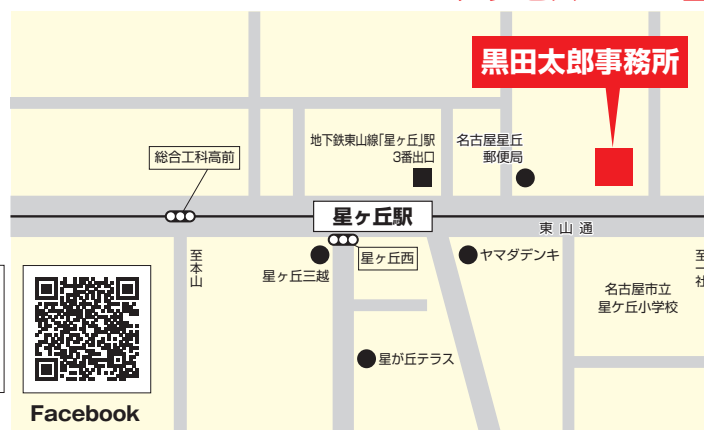 黒田太郎事務所
地下鉄東山線「星ヶ丘」駅
3番出口
名古屋星丘
郵便局
総合工科高前
星ヶ丘駅
東山通
至本山
星ヶ丘三越
星ヶ丘西
ヤマダデンキ
至一社
名古屋市立
星ケ丘小学校
星が丘テラス
Facebook